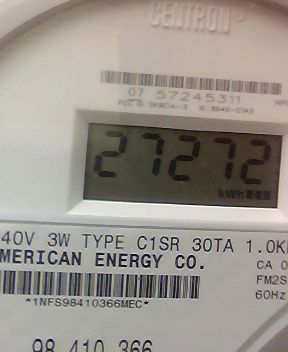 CENTRON
07 57245311
27272
kWh
40V 3W TYPE C1SR 30TA 1.0K
MERICAN ENERGY CO.
CA 0
FM2S
60Hz
*1NFS98410366MEC*
98 410 366